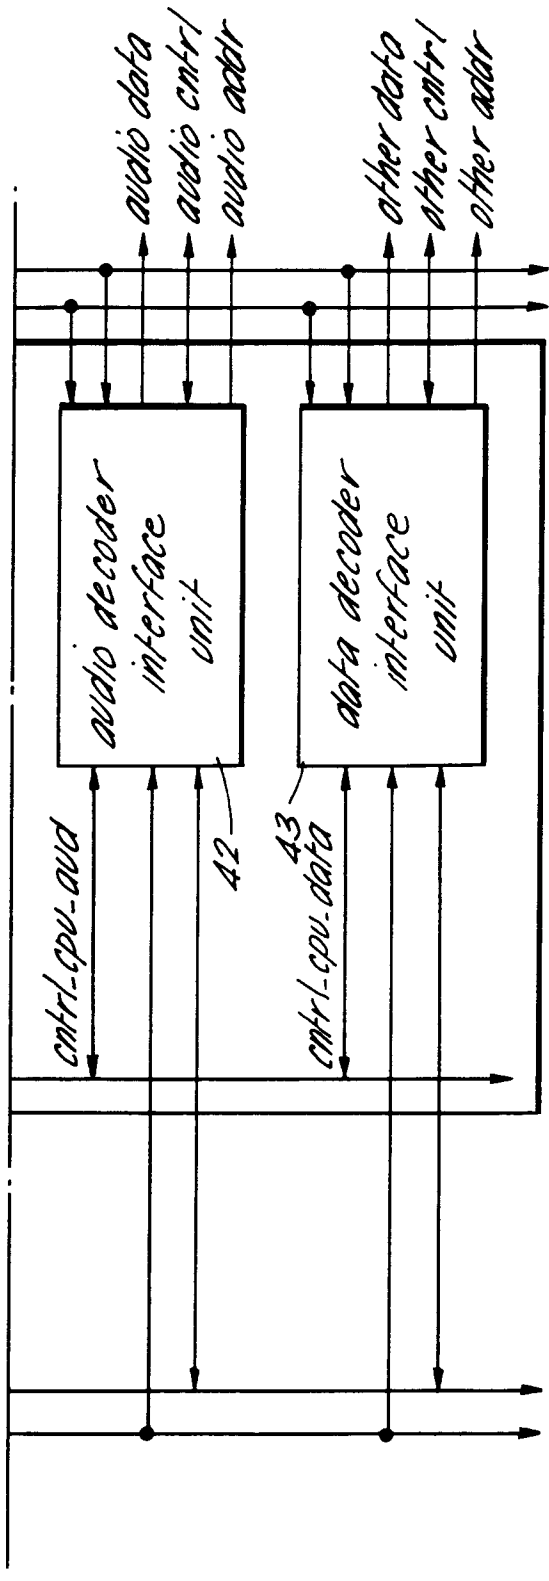 audio data
audio cntrl
audio addr
other data
other cntrl
other addr
audio decoder
interface
unit
data decoder
interface
unit
cntrl_cpu_aud
42
43
cntrl_cpu_data